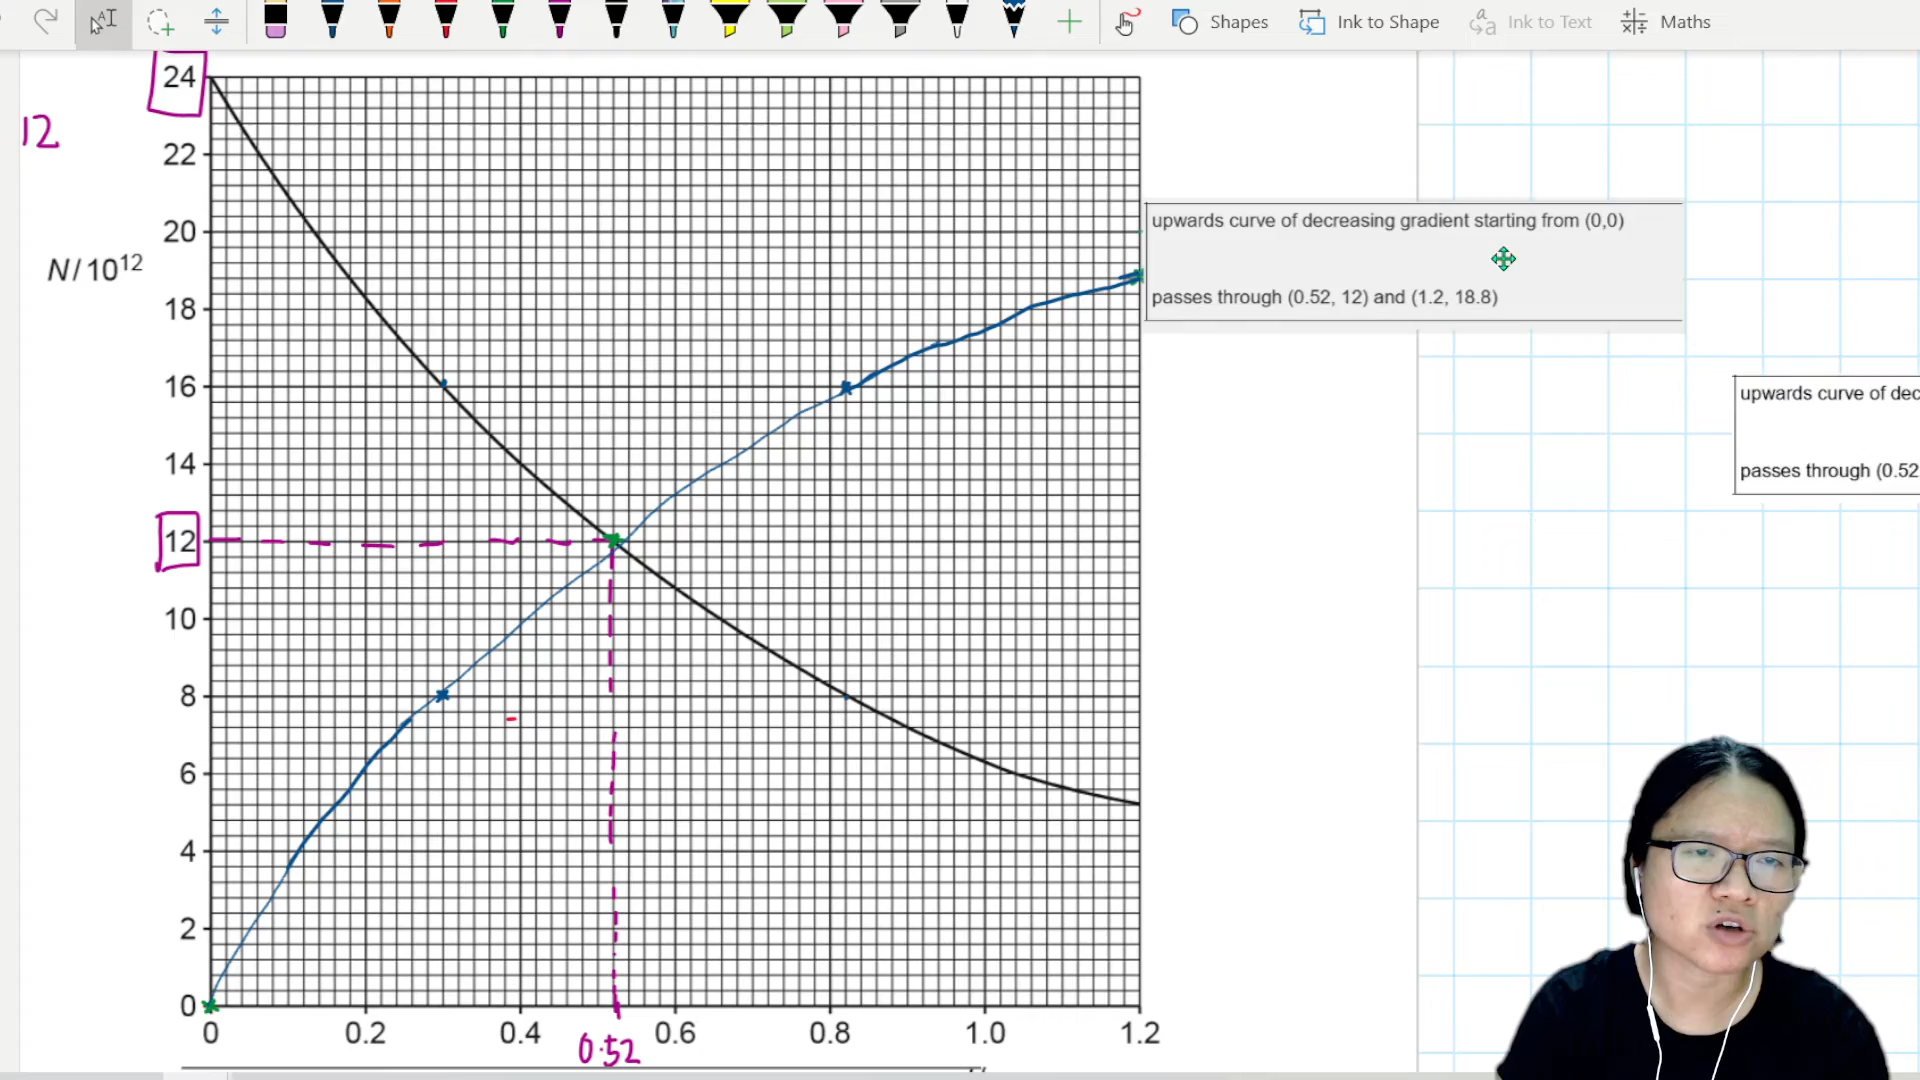 Shapes
Ink to Shape
Ink to Text
Maths
24
12
22
20
N/10¹²
18
16
14
12
10
8
6
4
2
0
0 0.2 0.4 0.6 0.8 1.0 1.2
0.52
upwards curve of decreasing gradient starting from (0,0)
passes through (0.52, 12) and (1.2, 18.8)
upwards curve of dec
passes through (0.52